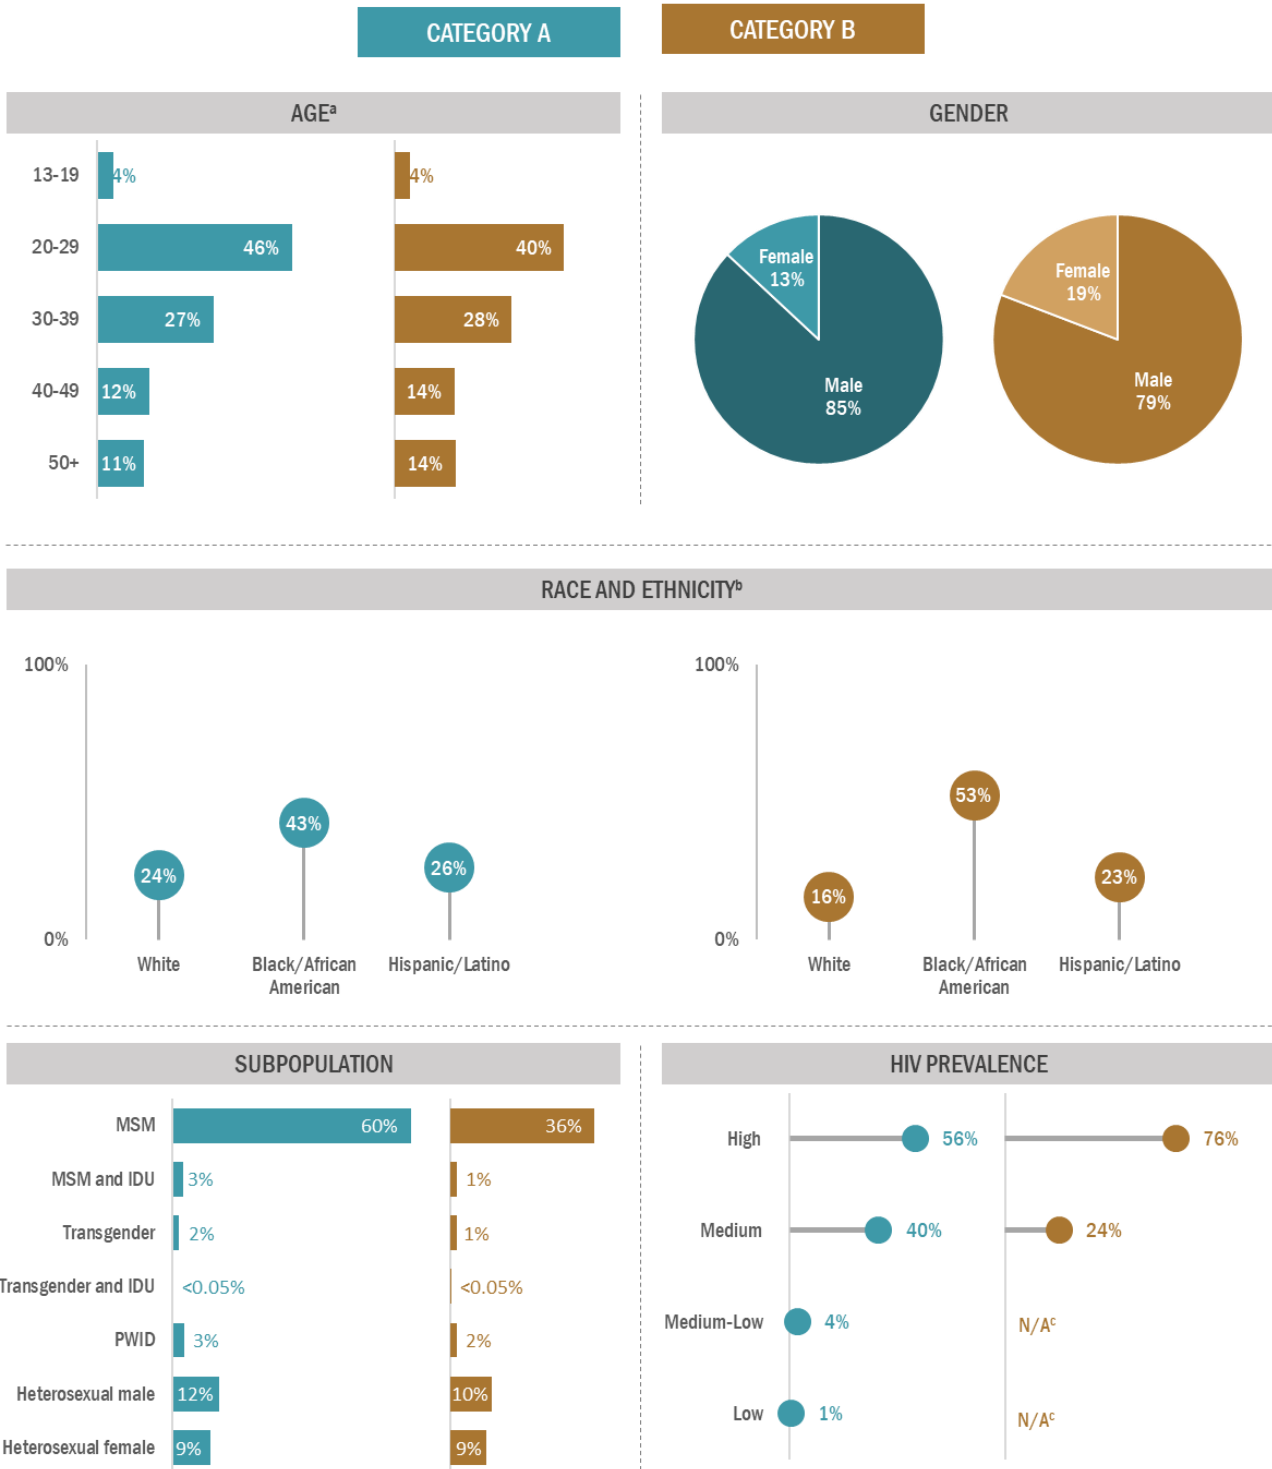 CATEGORY A
CATEGORY B
AGEᵃ
GENDER
13-19
4%
4%
20-29
46%
40%
30-39
27%
28%
40-49
12%
14%
50+
11%
14%
Female
13%
Male
85%
Female
19%
Male
79%
RACE AND ETHNICITYᵇ
100%
0%
24%
43%
26%
White
Black/African
American
Hispanic/Latino
100%
0%
16%
53%
23%
White
Black/African
American
Hispanic/Latino
SUBPOPULATION
MSM
60%
36%
MSM and IDU
3%
1%
Transgender
2%
1%
Transgender and IDU
<0.05%
<0.05%
PWID
3%
2%
Heterosexual male
12%
10%
Heterosexual female
9%
9%
HIV PREVALENCE
High
56%
76%
Medium
40%
24%
Medium-Low
4%
N/Aᶜ
Low
1%
N/Aᶜ